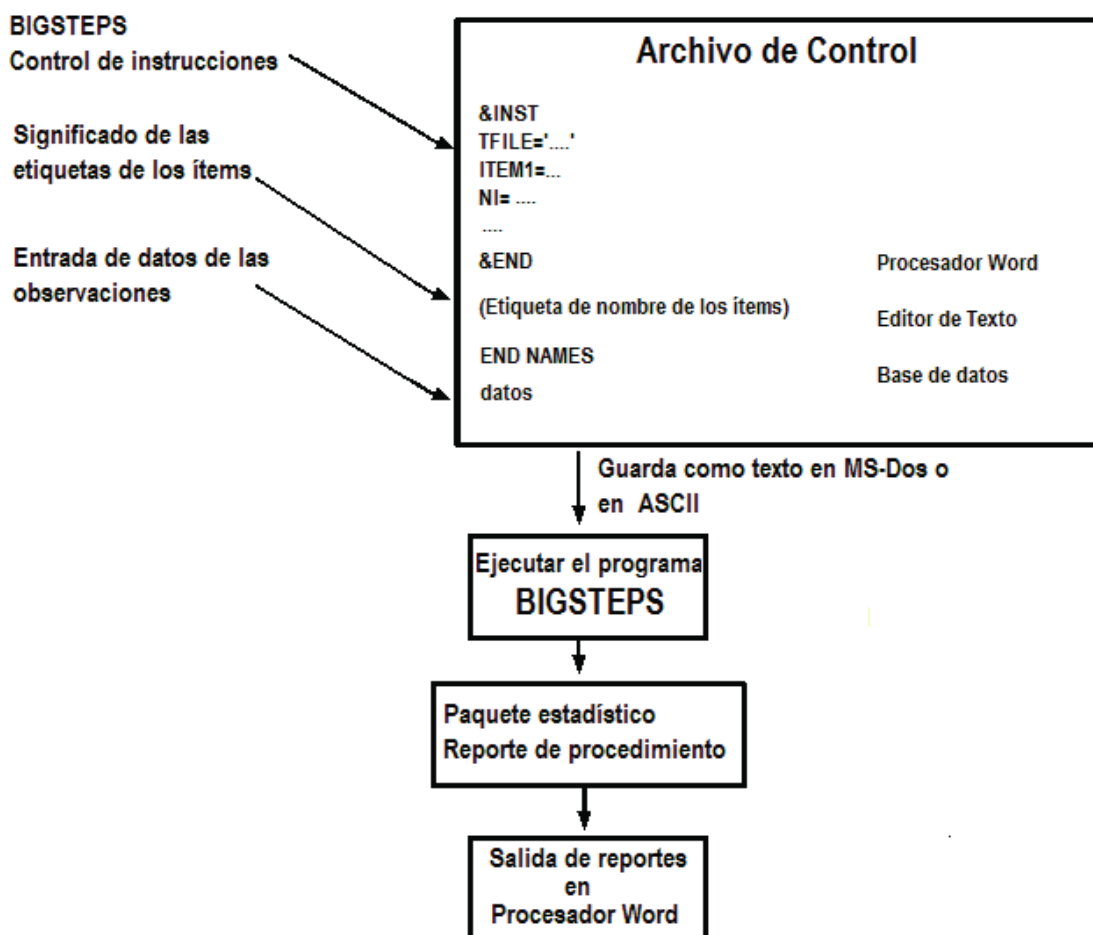 BIGSTEPS
Control de instrucciones
Significado de las
etiquetas de los ítems
Entrada de datos de las
observaciones
Archivo de Control
&INST
TFILE='....'
ITEM1=...
NI= ....
....
&END
(Etiqueta de nombre de los ítems)
END NAMES
datos
Procesador Word
Editor de Texto
Base de datos
Guarda como texto en MS-Dos o
en ASCII
Ejecutar el programa
BIGSTEPS
Paquete estadístico
Reporte de procedimiento
Salida de reportes
en
Procesador Word